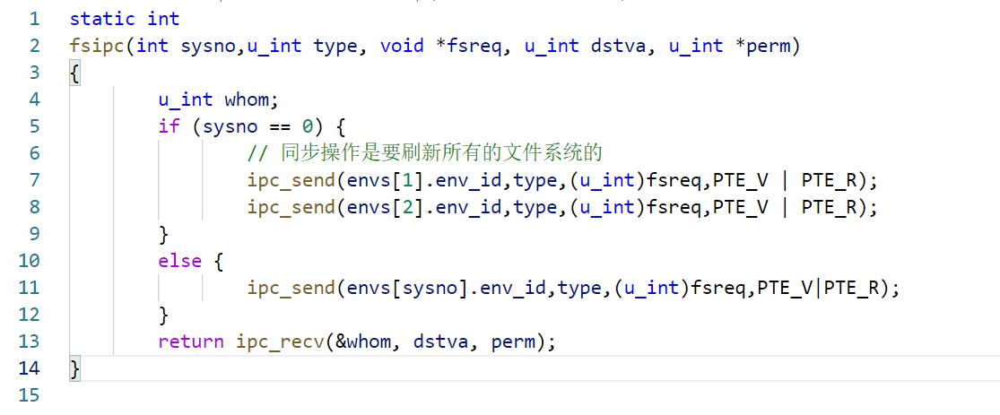 1 static int
2 fsipc(int sysno,u_int type, void *fsreq, u_int dstva, u_int *perm)
3 {
4 u_int whom;
5 if (sysno == 0) {
6 // 同步操作是要刷新所有的文件系统的
7 ipc_send(envs[1].env_id,type,(u_int)fsreq,PTE_V | PTE_R);
8 ipc_send(envs[2].env_id,type,(u_int)fsreq,PTE_V | PTE_R);
9 }
10 else {
11 ipc_send(envs[sysno].env_id,type,(u_int)fsreq,PTE_V|PTE_R);
12 }
13 return ipc_recv(&whom, dstva, perm);
14 }
15